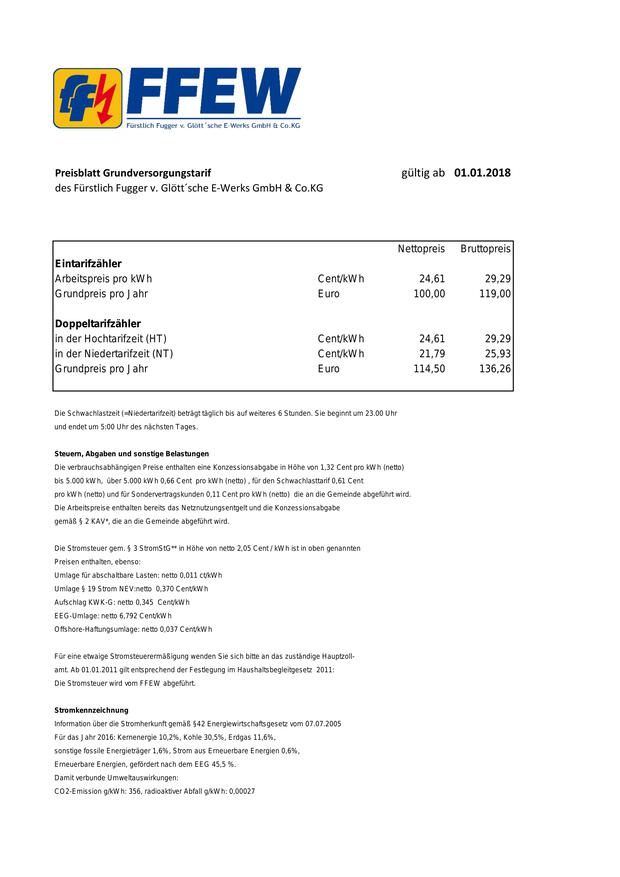 FFEW
Fürstlich Fugger v. Glött´sche E-Werks GmbH & Co.KG
Preisblatt Grundversorgungstarif gültig ab 01.01.2018
des Fürstlich Fugger v. Glött´sche E-Werks GmbH & Co.KG
Nettopreis Bruttopreis
Eintarifzähler
Arbeitspreis pro kWh Cent/kWh 24,61 29,29
Grundpreis pro Jahr Euro 100,00 119,00
Doppeltarifzähler
in der Hochtarifzeit (HT) Cent/kWh 24,61 29,29
in der Niedertarifzeit (NT) Cent/kWh 21,79 25,93
Grundpreis pro Jahr Euro 114,50 136,26
Die Schwachlastzeit (=Niedertarifzeit) beträgt täglich bis auf weiteres 6 Stunden. Sie beginnt um 23.00 Uhr
und endet um 5:00 Uhr des nächsten Tages.
Steuern, Abgaben und sonstige Belastungen
Die verbrauchsabhängigen Preise enthalten eine Konzessionsabgabe in Höhe von 1,32 Cent pro kWh (netto)
bis 5.000 kWh, über 5.000 kWh 0,66 Cent pro kWh (netto) , für den Schwachlasttarif 0,61 Cent
pro kWh (netto) und für Sondervertragskunden 0,11 Cent pro kWh (netto) die an die Gemeinde abgeführt wird.
Die Arbeitspreise enthalten bereits das Netznutzungsentgelt und die Konzessionsabgabe
gemäß § 2 KAV*, die an die Gemeinde abgeführt wird.
Die Stromsteuer gem. § 3 StromStG** in Höhe von netto 2,05 Cent / kWh ist in oben genannten
Preisen enthalten, ebenso:
Umlage für abschaltbare Lasten: netto 0,011 ct/kWh
Umlage § 19 Strom NEV:netto 0,370 Cent/kWh
Aufschlag KWK-G: netto 0,345 Cent/kWh
EEG-Umlage: netto 6,792 Cent/kWh
Offshore-Haftungsumlage: netto 0,037 Cent/kWh
Für eine etwaige Stromsteuerermäßigung wenden Sie sich bitte an das zuständige Hauptzoll-
amt. Ab 01.01.2011 gilt entsprechend der Festlegung im Haushaltsbegleitgesetz 2011:
Die Stromsteuer wird vom FFEW abgeführt.
Stromkennzeichnung
Information über die Stromherkunft gemäß §42 Energiewirtschaftsgesetz vom 07.07.2005
Für das Jahr 2016: Kernenergie 10,2%, Kohle 30,5%, Erdgas 11,6%,
sonstige fossile Energieträger 1,6%, Strom aus Erneuerbare Energien 0,6%,
Erneuerbare Energien, gefördert nach dem EEG 45,5 %.
Damit verbunde Umweltauswirkungen:
CO2-Emission g/kWh: 356, radioaktiver Abfall g/kWh: 0,00027